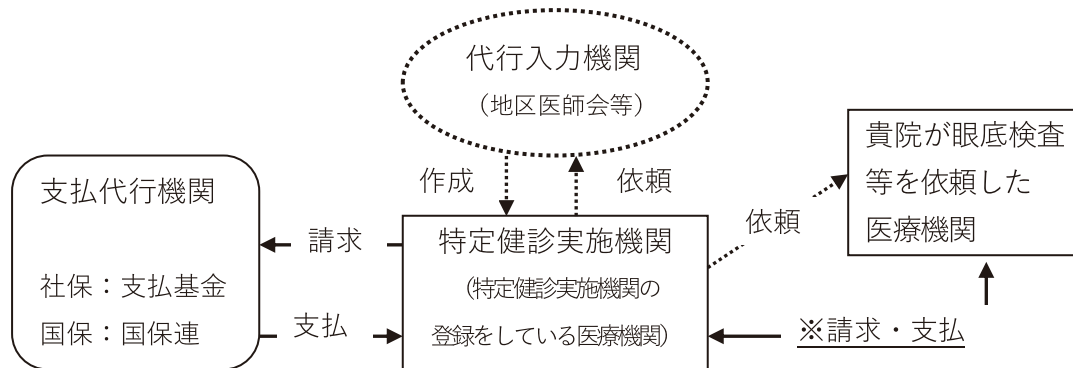 代行入力機関
（地区医師会等）
貴院が眼底検査
等を依頼した
医療機関
支払代行機関
社保：支払基金
国保：国保連
作成
依頼
依頼
請求
支払
特定健診実施機関
（特定健診実施機関の
登録をしている医療機関）
※請求・支払